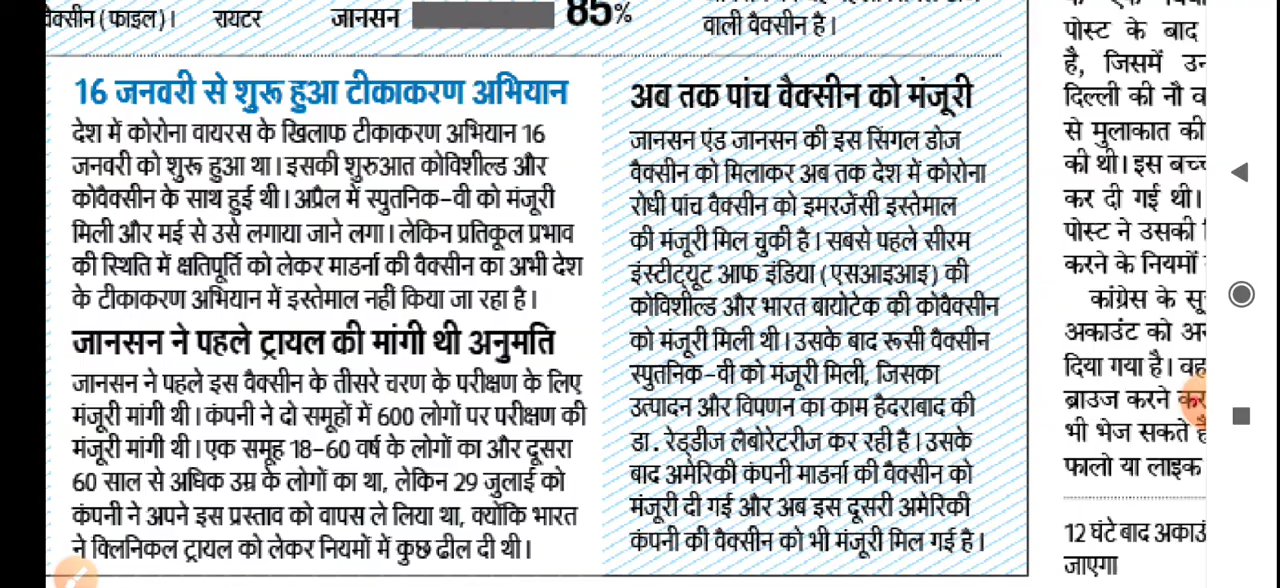 वैक्सीन (फाइल)। रायटर
जानसन 85%
वाली वैक्सीन है।
16 जनवरी से शुरू हुआ टीकाकरण अभियान
देश में कोरोना वायरस के खिलाफ टीकाकरण अभियान 16
जनवरी को शुरू हुआ था। इसकी शुरुआत कोविशील्ड और
कोवैक्सीन के साथ हुई थी। अप्रैल में स्पुतनिक-वी को मंजूरी
मिली और मई से उसे लगाया जाने लगा। लेकिन प्रतिकूल प्रभाव
की स्थिति में क्षतिपूर्ति को लेकर माडर्ना की वैक्सीन का अभी देश
के टीकाकरण अभियान में इस्तेमाल नहीं किया जा रहा है।
जानसन ने पहले ट्रायल की मांगी थी अनुमति
जानसन ने पहले इस वैक्सीन के तीसरे चरण के परीक्षण के लिए
मंजूरी मांगी थी। कंपनी ने दो समूहों में 600 लोगों पर परीक्षण की
मंजूरी मांगी थी। एक समूह 18-60 वर्ष के लोगों का और दूसरा
60 साल से अधिक उम्र के लोगों का था, लेकिन 29 जुलाई को
कंपनी ने अपने इस प्रस्ताव को वापस ले लिया था, क्योंकि भारत
ने क्लिनिकल ट्रायल को लेकर नियमों में कुछ ढील दी थी।
अब तक पांच वैक्सीन को मंजूरी
जानसन एंड जानसन की इस सिंगल डोज
वैक्सीन को मिलाकर अब तक देश में कोरोना
रोधी पांच वैक्सीन को इमरजेंसी इस्तेमाल
की मंजूरी मिल चुकी है। सबसे पहले सीरम
इंस्टीट्यूट आफ इंडिया (एसआइआइ) की
कोविशील्ड और भारत बायोटेक की कोवैक्सीन
को मंजूरी मिली थी। उसके बाद रूसी वैक्सीन
स्पुतनिक-वी को मंजूरी मिली, जिसका
उत्पादन और विपणन का काम हैदराबाद की
डा. रेड्डीज लैबोरेटरीज कर रही है। उसके
बाद अमेरिकी कंपनी माडर्ना की वैक्सीन को
मंजूरी दी गई और अब इस दूसरी अमेरिकी
कंपनी की वैक्सीन को भी मंजूरी मिल गई है।
पोस्ट के बाद
है, जिसमें
दिल्ली की नौ
से मुलाकात की
की थी। इस
कर दी गई थी।
पोस्ट ने उसकी
करने के नियमों
कांग्रेस के
अकाउंट को
दिया गया है। वह
ब्राउज करने
भी भेज सकते
फालो या लाइक
12 घंटे बाद
जाएगा